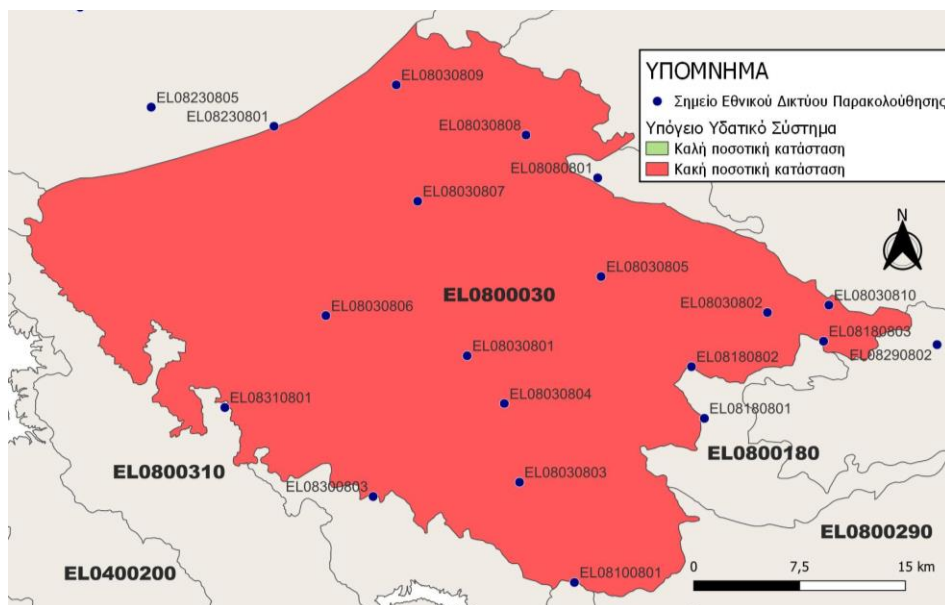 EL08030809
ΥΠΟΜΝΗΜΑ
Σημείο Εθνικού Δικτύου Παρακολούθησης
Υπόγειο Υδατικό Σύστημα
Καλή ποσοτική κατάσταση
Κακή ποσοτική κατάσταση
EL08230805
EL08230801
EL08030808
EL08080801
EL08030807
N
EL08030805
EL0800030
EL08030802
EL08030810
EL08030806
EL08180803
EL08290802
EL08030801
EL08180802
EL08310801
EL08030804
EL08180801
EL0800180
EL0800310
EL08030803
EL08300803
EL0800290
EL0400200
EL08100801
0 7,5 15 km